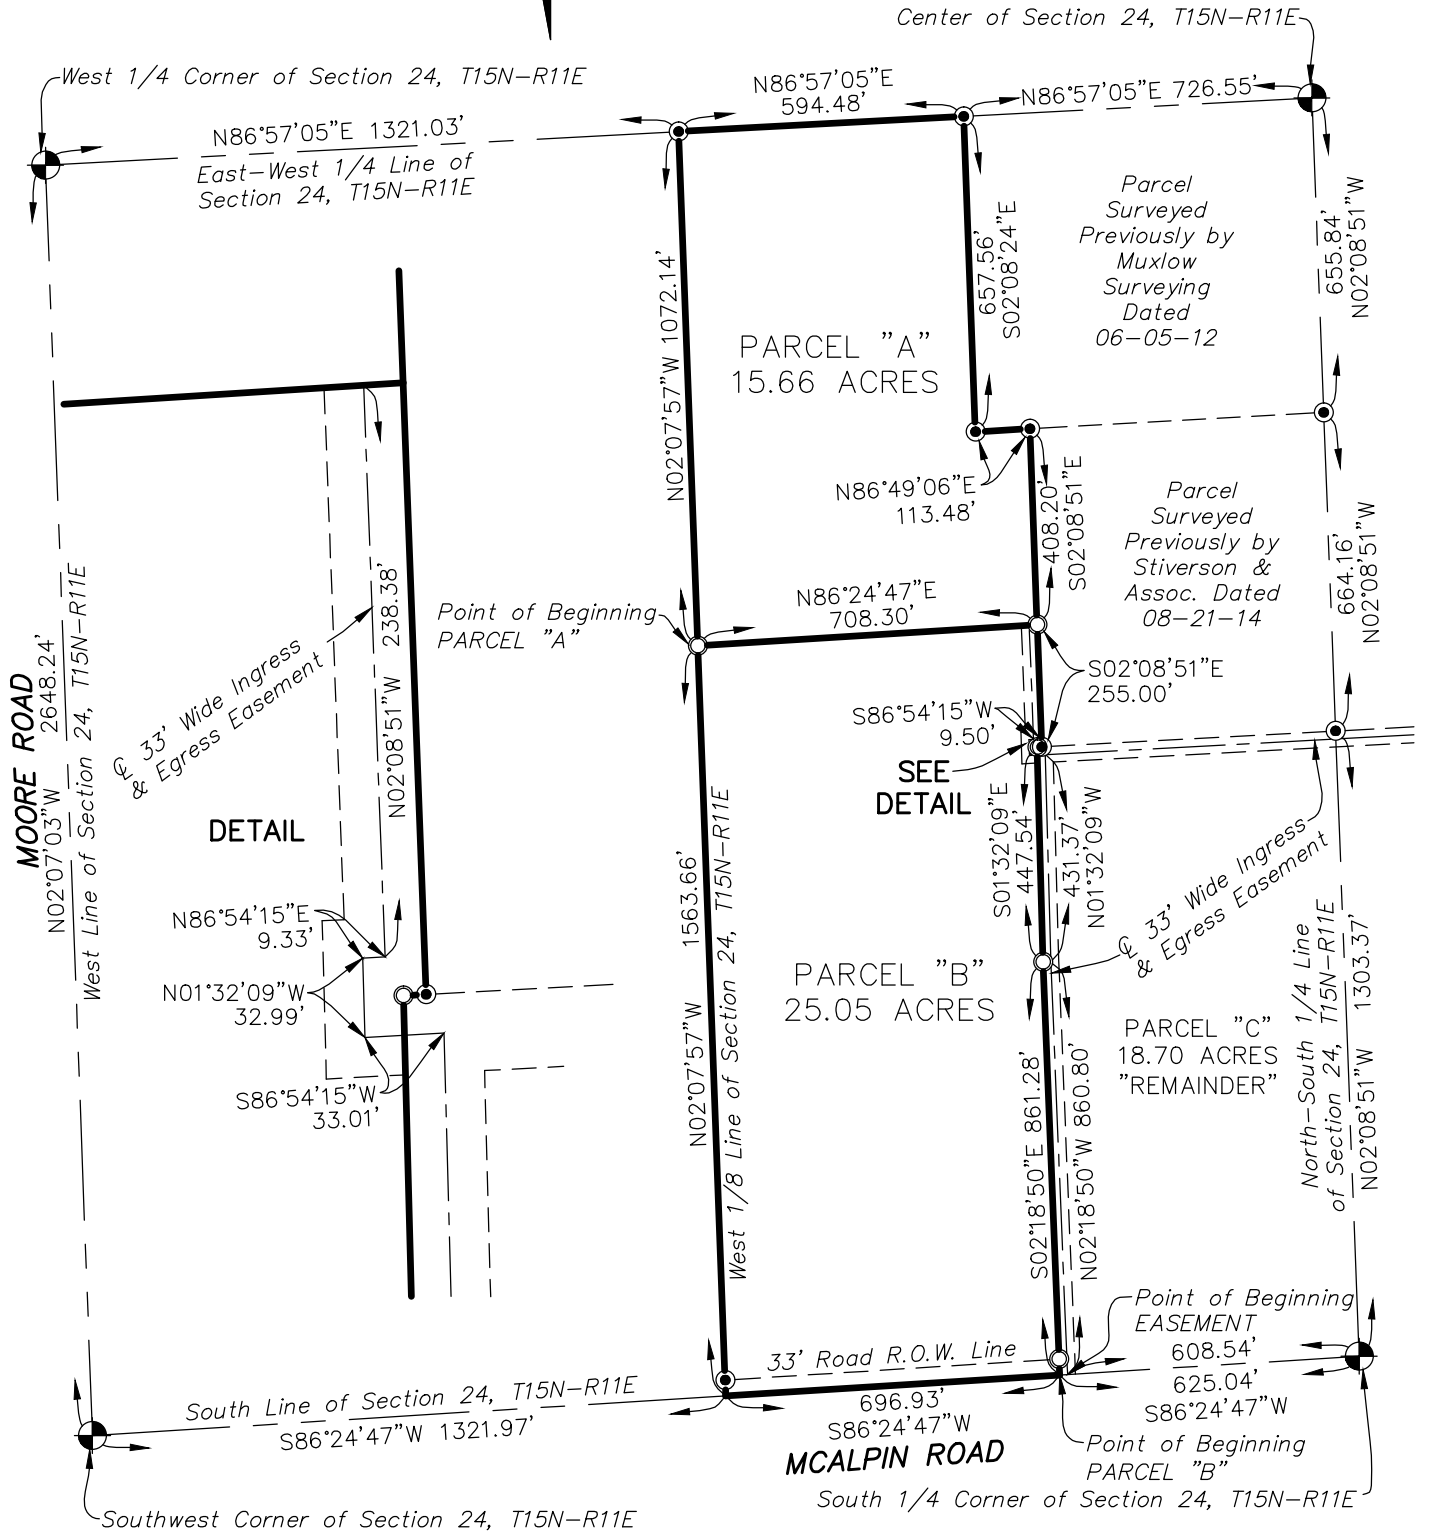 Center of Section 24, T15N-R11E
West 1/4 Corner of Section 24, T15N-R11E
N86°57'05"E
594.48'
N86°57'05"E 726.55'
N86°57'05"E 1321.03'
East-West 1/4 Line of
Section 24, T15N-R11E
Parcel
Surveyed
Previously by
Muxlow
Surveying
Dated
06-05-12
655.84'
N02°08'51"W
657.56'
S02°08'24"E
N02°07'57"W 1072.14'
PARCEL "A"
15.66 ACRES
N86°49'06"E
113.48'
408.20'
S02°08'51"E
Parcel
Surveyed
Previously by
Stiverson &
Assoc. Dated
08-21-14
664.16'
N02°08'51"W
N86°24'47"E
708.30'
Point of Beginning
PARCEL "A"
S02°08'51"E
255.00'
S86°54'15"W
9.50'
SEE
DETAIL
MOORE ROAD
N02°07'03"W 2648.24'
West Line of Section 24, T15N-R11E
℄ 33' Wide Ingress
& Egress Easement
N02°08'51"W 238.38'
DETAIL
N86°54'15"E
9.33'
N01°32'09"W
32.99'
S86°54'15"W
33.01'
N02°07'57"W 1563.66'
West 1/8 Line of Section 24, T15N-R11E
S01°32'09"E
447.54'
431.37'
N01°32'09"W
℄ 33' Wide Ingress
& Egress Easement
PARCEL "B"
25.05 ACRES
PARCEL "C"
18.70 ACRES
"REMAINDER"
North-South 1/4 Line
of Section 24, T15N-R11E
N02°08'51"W 1303.37'
S02°18'50"E 861.28'
N02°18'50"W 860.80'
Point of Beginning
EASEMENT
33' Road R.O.W. Line
608.54'
625.04'
S86°24'47"W
South Line of Section 24, T15N-R11E
S86°24'47"W 1321.97'
696.93'
S86°24'47"W
MCALPIN ROAD
Point of Beginning
PARCEL "B"
South 1/4 Corner of Section 24, T15N-R11E
Southwest Corner of Section 24, T15N-R11E